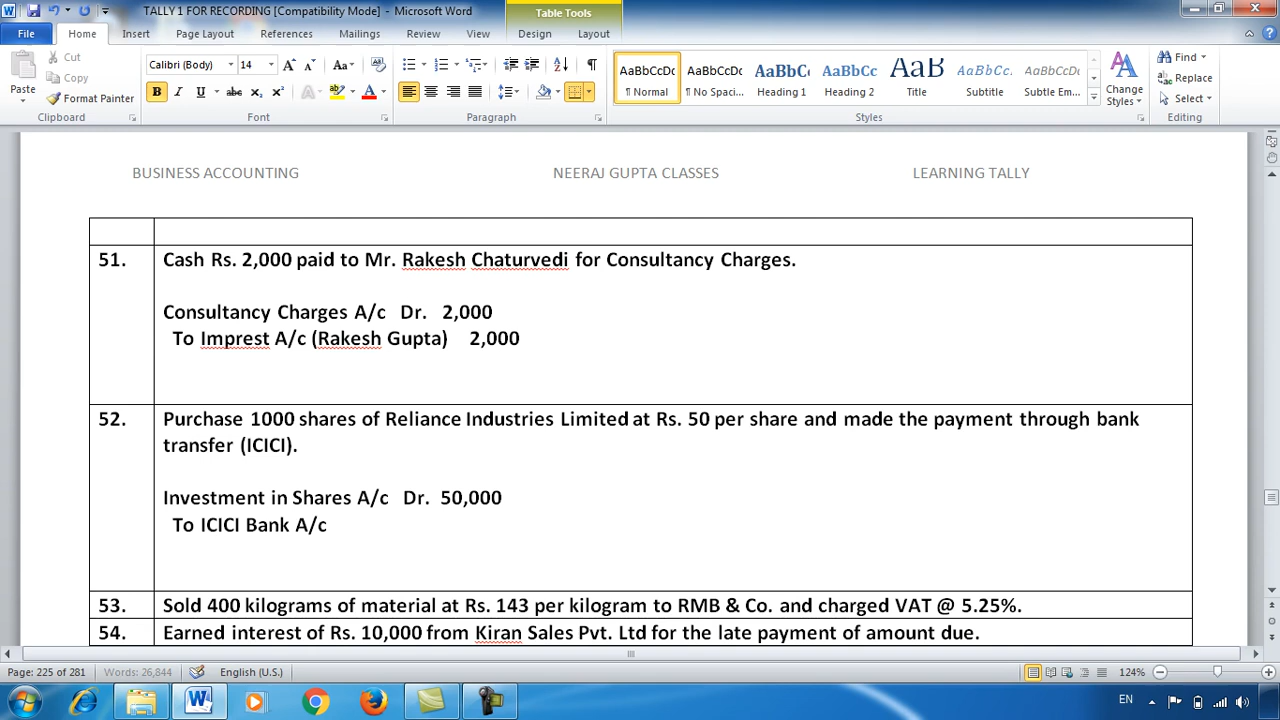 TALLY 1 FOR RECORDING [Compatibility Mode] - Microsoft Word
Table Tools
File Home Insert Page Layout References Mailings Review View Design Layout
Paste
Cut
Copy
Format Painter
Clipboard
Calibri (Body) 14
Font
Paragraph
AaBbCcDc AaBbCcDc AaBbC AaBbCc AaB AaBbCcL AaBbCcDc
¶ Normal ¶ No Spaci... Heading 1 Heading 2 Title Subtitle Subtle Em...
Styles
Change Styles
Find
Replace
Select
Editing
BUSINESS ACCOUNTING NEERAJ GUPTA CLASSES LEARNING TALLY
51. Cash Rs. 2,000 paid to Mr. Rakesh Chaturvedi for Consultancy Charges.
Consultancy Charges A/c Dr. 2,000
To Imprest A/c (Rakesh Gupta) 2,000
52. Purchase 1000 shares of Reliance Industries Limited at Rs. 50 per share and made the payment through bank
transfer (ICICI).
Investment in Shares A/c Dr. 50,000
To ICICI Bank A/c
53. Sold 400 kilograms of material at Rs. 143 per kilogram to RMB & Co. and charged VAT @ 5.25%.
54. Earned interest of Rs. 10,000 from Kiran Sales Pvt. Ltd for the late payment of amount due.
Page: 225 of 281 Words: 26,844 English (U.S.) 124%
EN